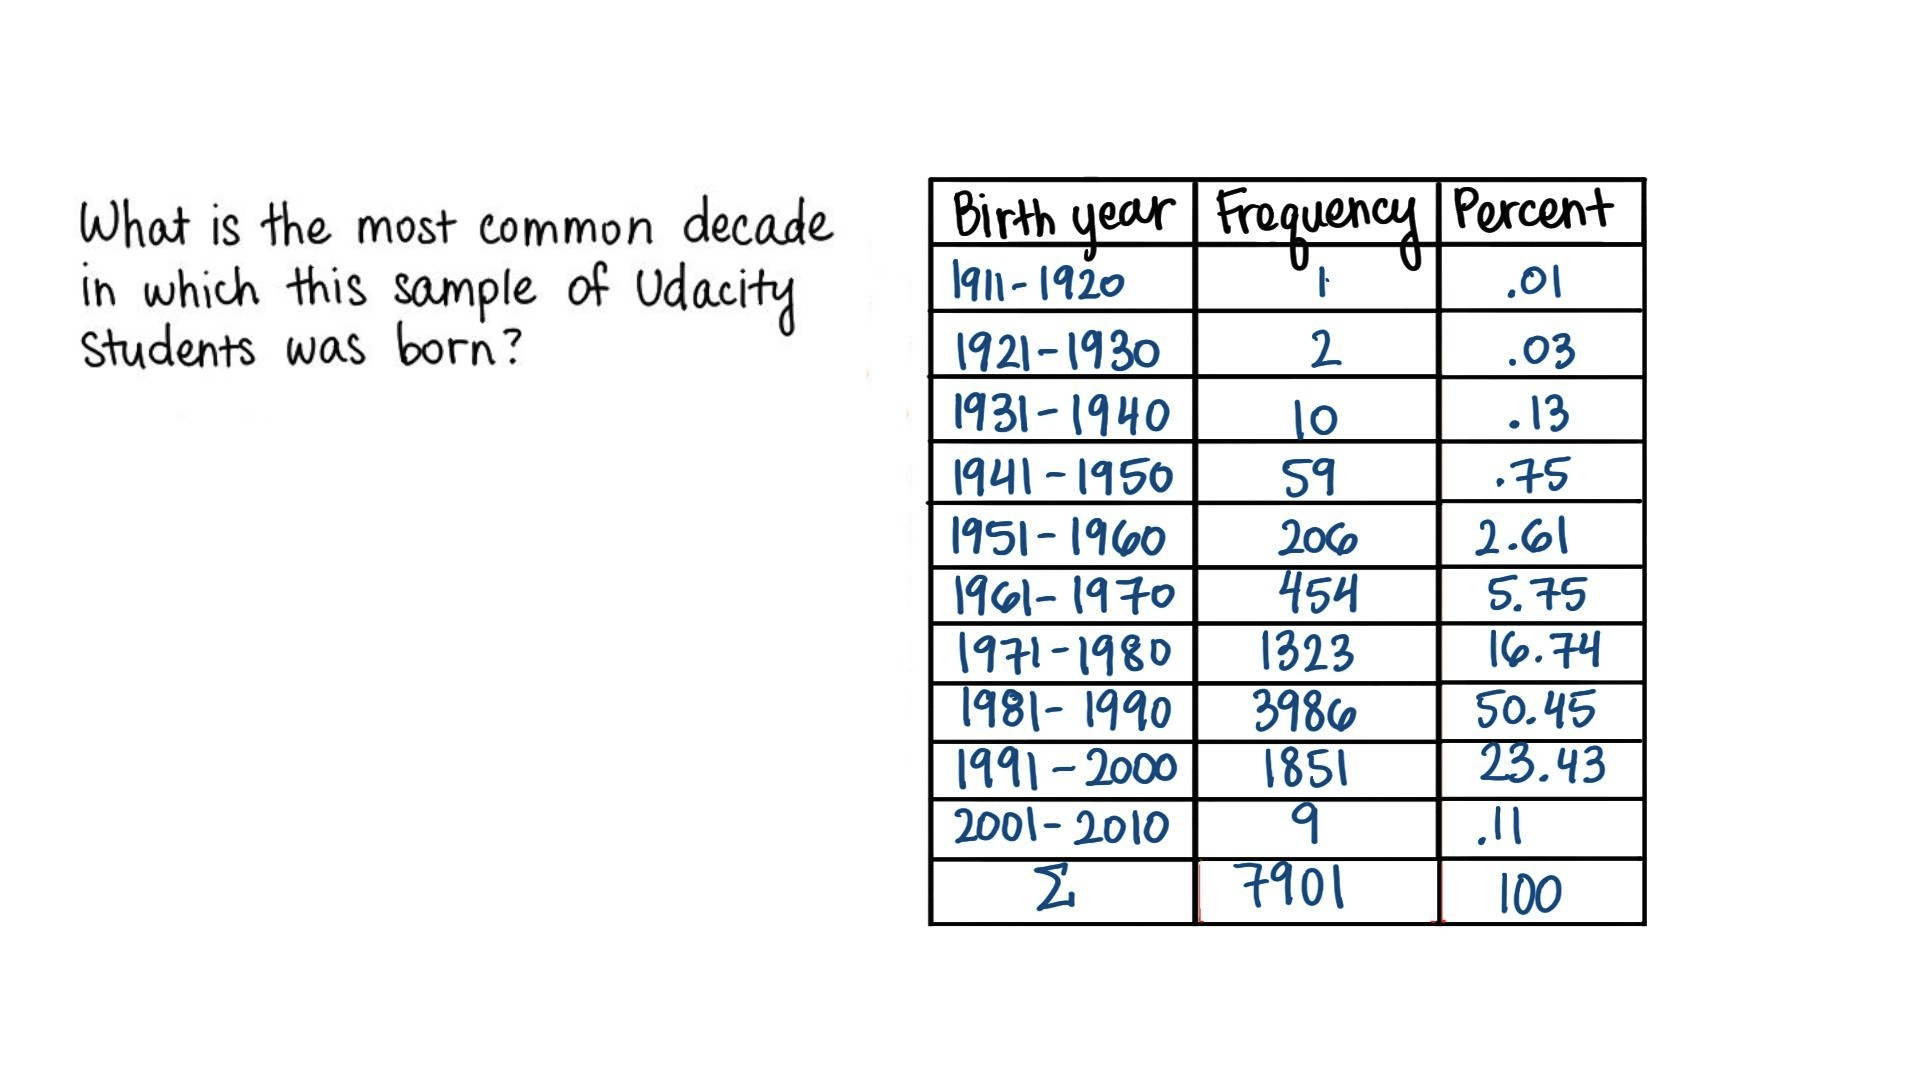 What is the most common decade
in which this sample of Udacity
students was born?
Birth year Frequency Percent
1911-1920 1 .01
1921-1930 2 .03
1931-1940 10 .13
1941-1950 59 .75
1951-1960 206 2.61
1961-1970 454 5.75
1971-1980 1323 16.74
1981-1990 3986 50.45
1991-2000 1851 23.43
2001-2010 9 .11
Σ 7901 100